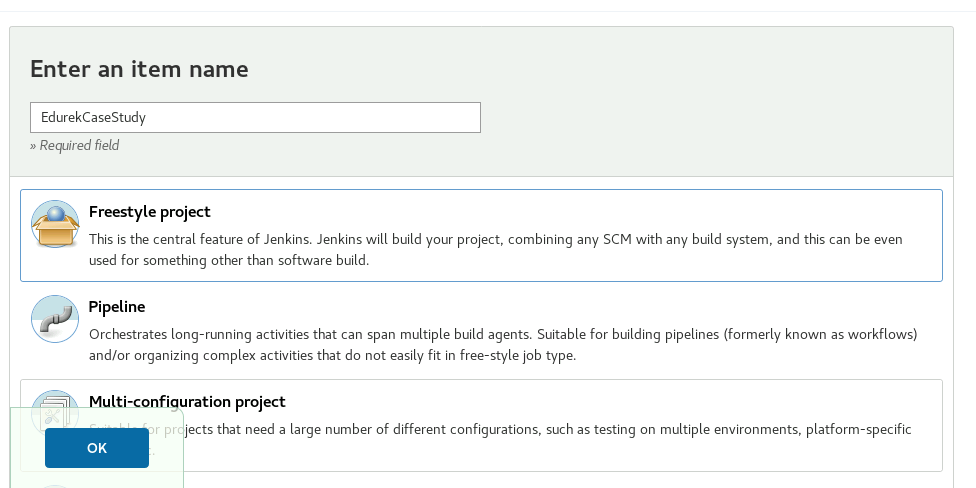 Enter an item name
EdurekCaseStudy
» Required field
Freestyle project
This is the central feature of Jenkins. Jenkins will build your project, combining any SCM with any build system, and this can be even
used for something other than software build.
Pipeline
Orchestrates long-running activities that can span multiple build agents. Suitable for building pipelines (formerly known as workflows)
and/or organizing complex activities that do not easily fit in free-style job type.
Multi-configuration project
Suitable for projects that need a large number of different configurations, such as testing on multiple environments, platform-specific
OK